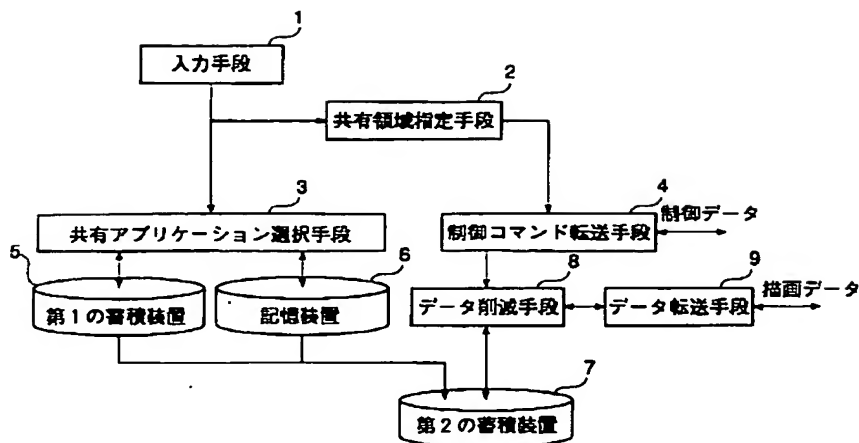 1
入力手段
2
共有領域指定手段
3
共有アプリケーション選択手段
4
制御コマンド転送手段
制御データ
5
第1の蓄積装置
6
記憶装置
8
データ削減手段
9
データ転送手段
描画データ
7
第2の蓄積装置